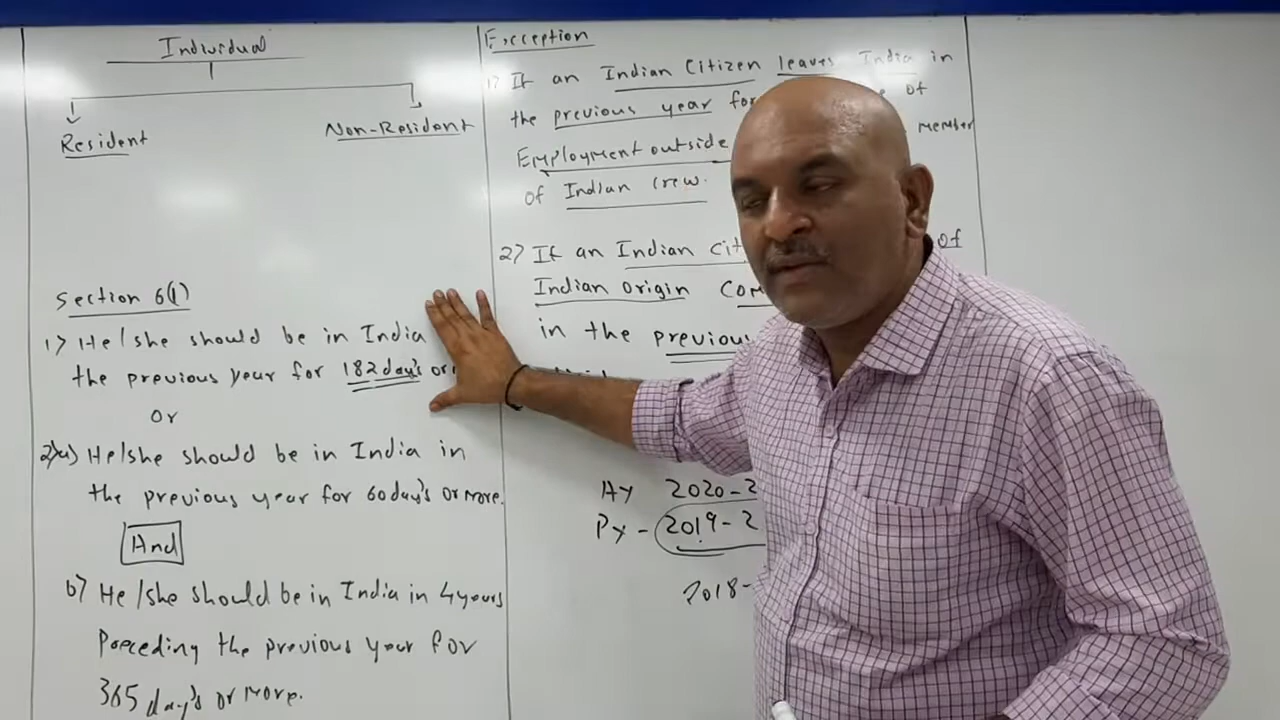 Individual
Resident
Non-Resident
Section 6(1)
1) He/she should be in India
the previous year for 182 day's or
or
2)a) He/she should be in India in
the previous year for 60 day's or more.
And
b) He/she should be in India in 4 years
Preceding the previous year for
365 day's or more.
Exception
1) If an Indian Citizen leaves India in
the previous year for of
Employment outside member
of Indian Crew.
2) If an Indian of
Indian Origin
in the previous
AY 2020-2
PY - 2019-2
2018-